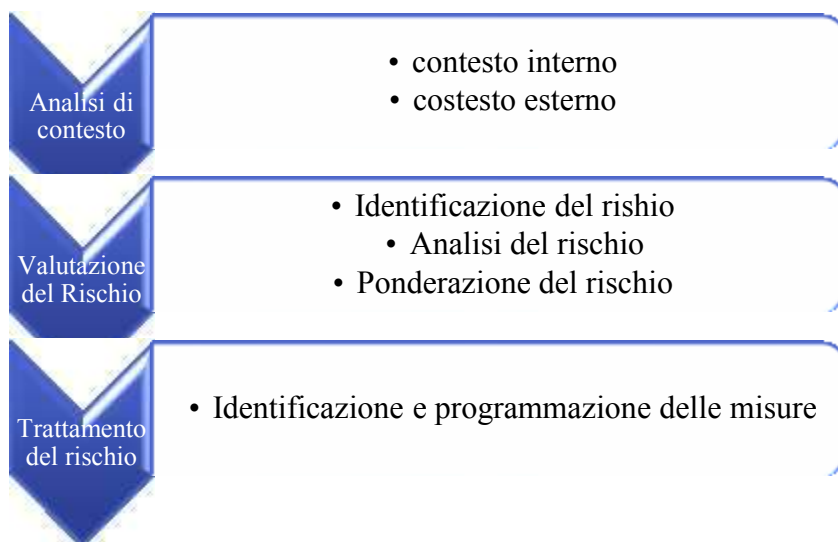 Analisi di
contesto
• contesto interno
• costesto esterno
Valutazione
del Rischio
• Identificazione del rishio
• Analisi del rischio
• Ponderazione del rischio
Trattamento
del rischio
• Identificazione e programmazione delle misure